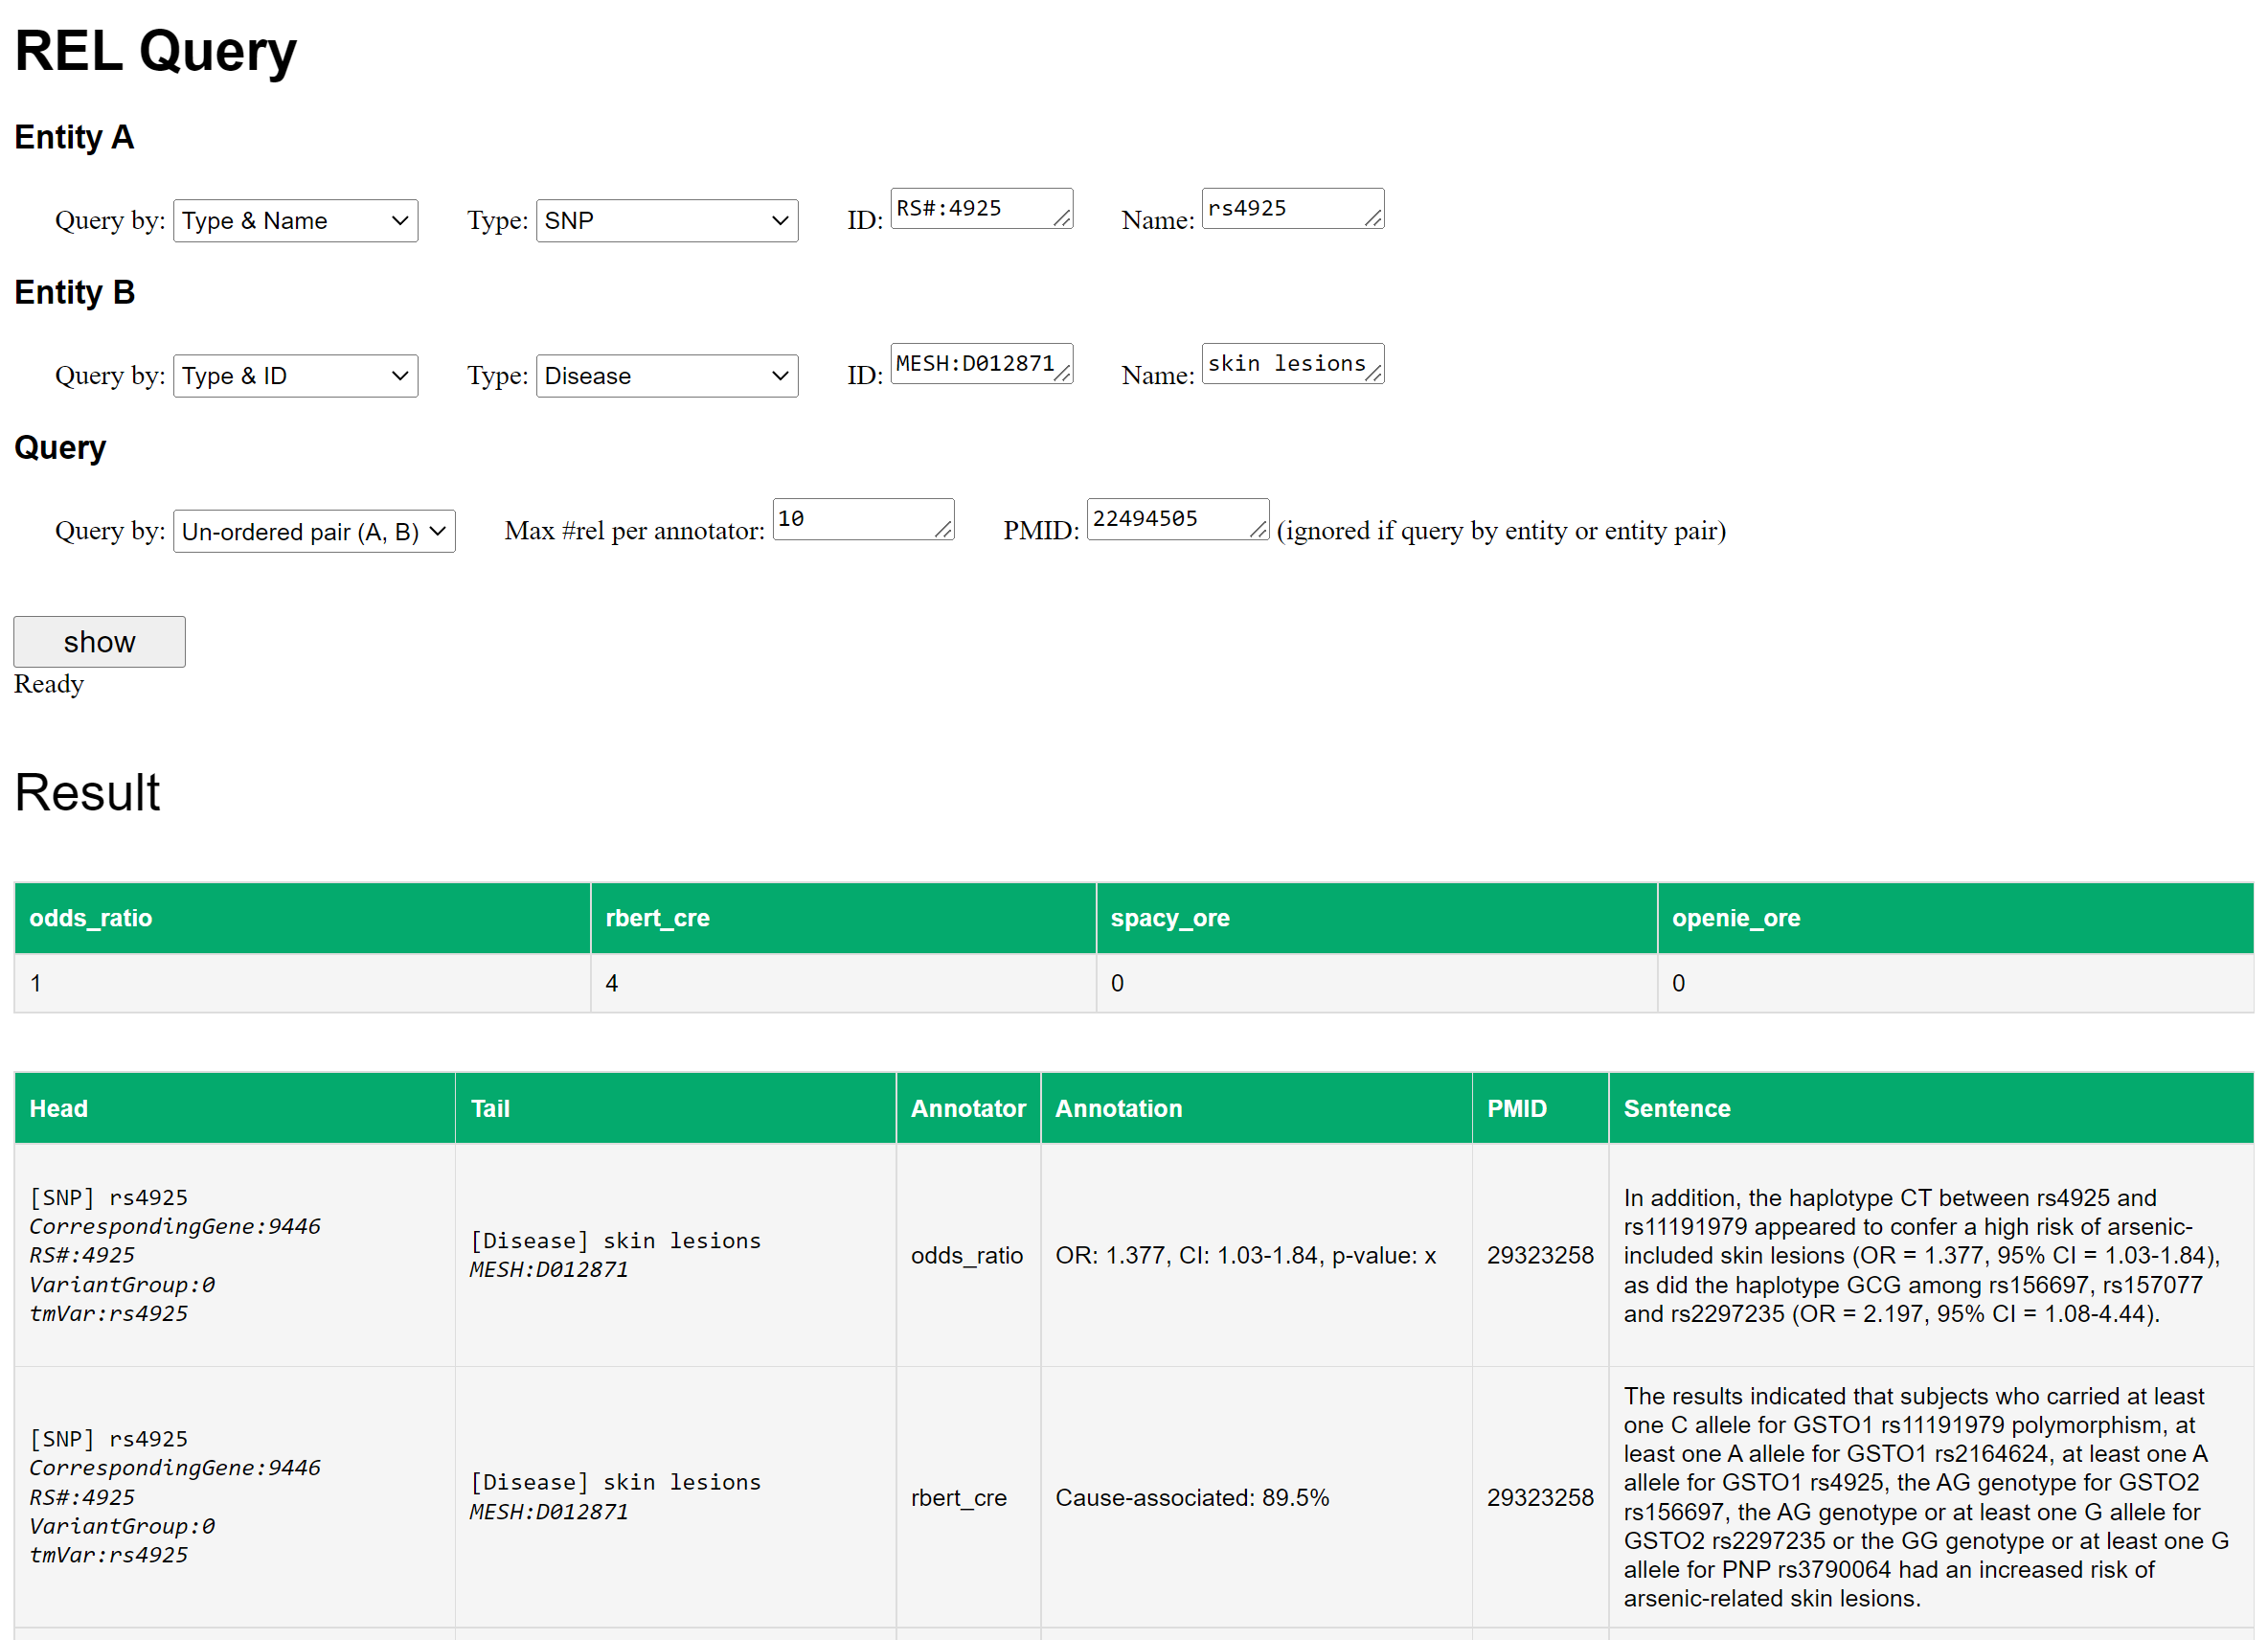 REL Query
Entity A
Query by: Type & Name Type: SNP ID: RS#:4925 Name: rs4925
Entity B
Query by: Type & ID Type: Disease ID: MESH:D012871 Name: skin lesions
Query
Query by: Un-ordered pair (A, B) Max #rel per annotator: 10 PMID: 22494505 (ignored if query by entity or entity pair)
show
Ready
Result
odds_ratio rbert_cre spacy_ore openie_ore
1 4 0 0
Head Tail Annotator Annotation PMID Sentence
[SNP] rs4925
CorrespondingGene:9446
RS#:4925
VariantGroup:0
tmVar:rs4925
[Disease] skin lesions
MESH:D012871
odds_ratio
OR: 1.377, CI: 1.03-1.84, p-value: x
29323258
In addition, the haplotype CT between rs4925 and
rs11191979 appeared to confer a high risk of arsenic-
included skin lesions (OR = 1.377, 95% CI = 1.03-1.84),
as did the haplotype GCG among rs156697, rs157077
and rs2297235 (OR = 2.197, 95% CI = 1.08-4.44).
[SNP] rs4925
CorrespondingGene:9446
RS#:4925
VariantGroup:0
tmVar:rs4925
[Disease] skin lesions
MESH:D012871
rbert_cre
Cause-associated: 89.5%
29323258
The results indicated that subjects who carried at least
one C allele for GSTO1 rs11191979 polymorphism, at
least one A allele for GSTO1 rs2164624, at least one A
allele for GSTO1 rs4925, the AG genotype for GSTO2
rs156697, the AG genotype or at least one G allele for
GSTO2 rs2297235 or the GG genotype or at least one G
allele for PNP rs3790064 had an increased risk of
arsenic-related skin lesions.